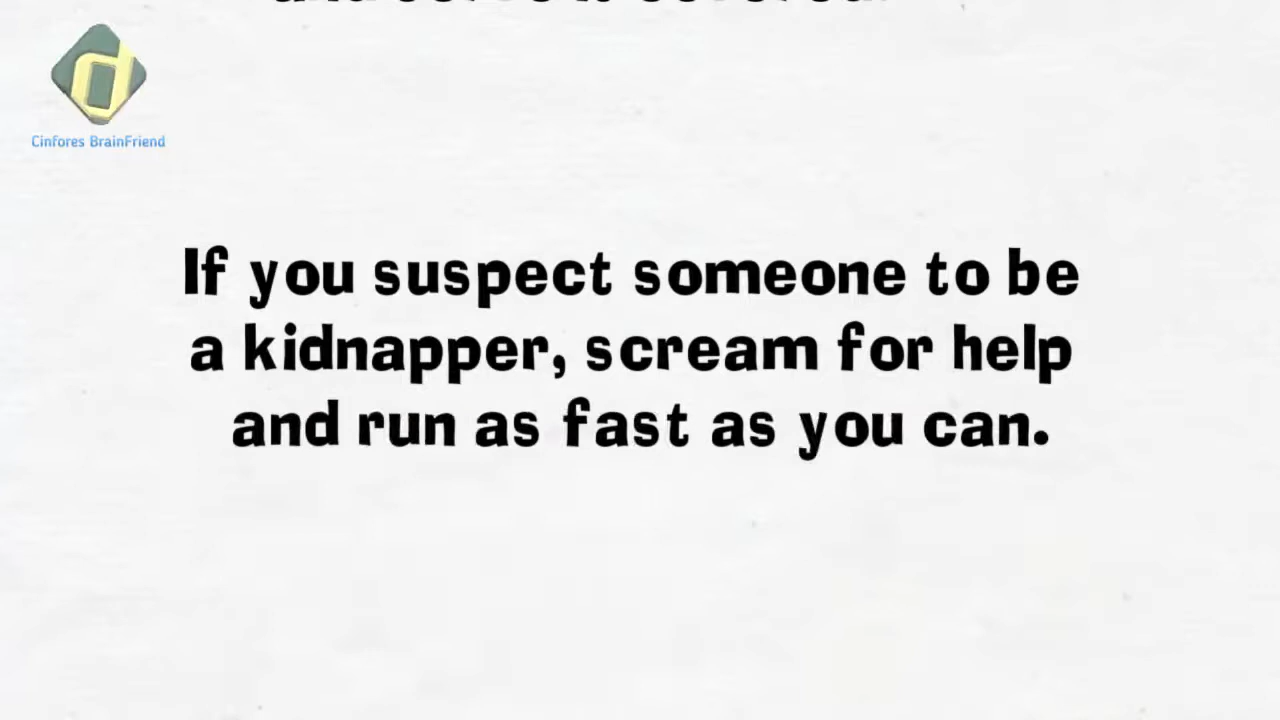 Cinfores BrainFriend
If you suspect someone to be
a kidnapper, scream for help
and run as fast as you can.